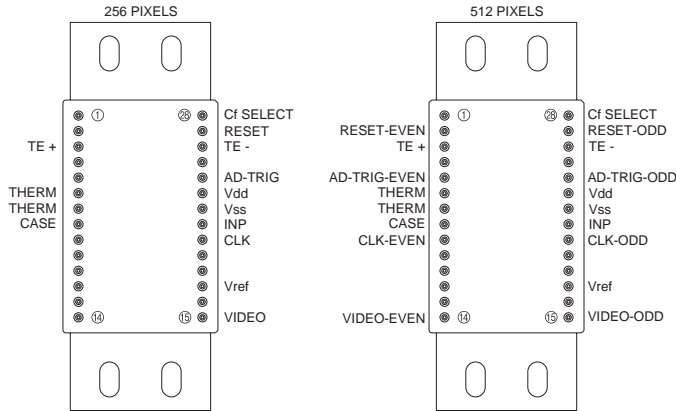 256 PIXELS
① ㉘ Cf SELECT
RESET
TE + TE -
AD-TRIG
THERM Vdd
THERM Vss
CASE INP
CLK
Vref
⑭ ⑮ VIDEO
512 PIXELS
① ㉘ Cf SELECT
RESET-EVEN RESET-ODD
TE + TE -
AD-TRIG-EVEN AD-TRIG-ODD
THERM Vdd
THERM Vss
CASE INP
CLK-EVEN CLK-ODD
Vref
VIDEO-EVEN ⑭ ⑮ VIDEO-ODD